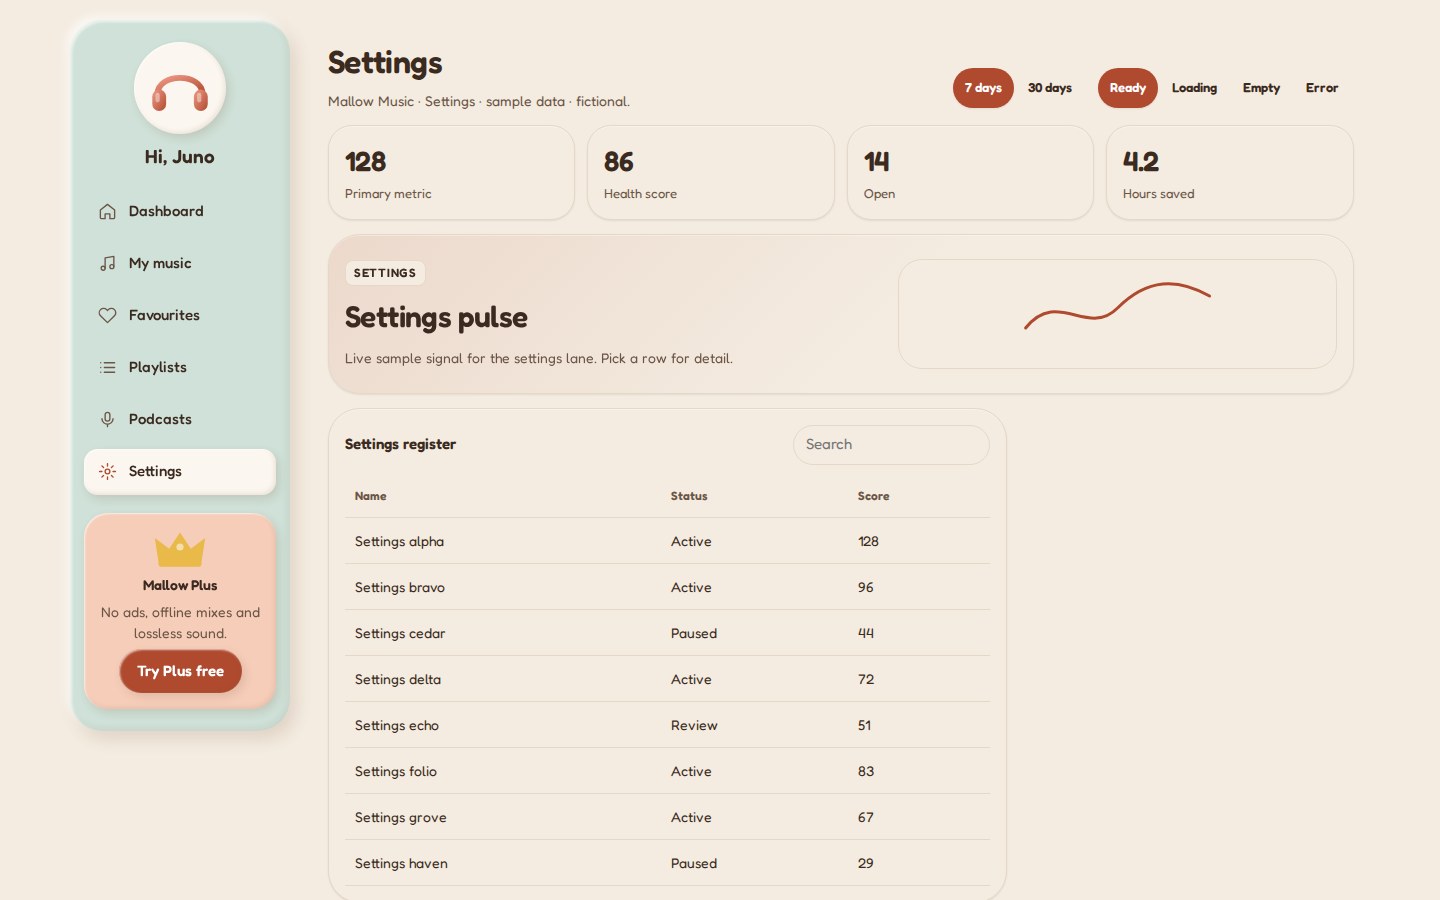 Hi, Juno
Dashboard
My music
Favourites
Playlists
Podcasts
Settings
Mallow Plus
No ads, offline mixes and
lossless sound.
Try Plus free
Settings
Mallow Music · Settings · sample data · fictional.
7 days 30 days Ready Loading Empty Error
128
Primary metric
86
Health score
14
Open
4.2
Hours saved
SETTINGS
Settings pulse
Live sample signal for the settings lane. Pick a row for detail.
Settings register
Search
Name Status Score
Settings alpha Active 128
Settings bravo Active 96
Settings cedar Paused 44
Settings delta Active 72
Settings echo Review 51
Settings folio Active 83
Settings grove Active 67
Settings haven Paused 29